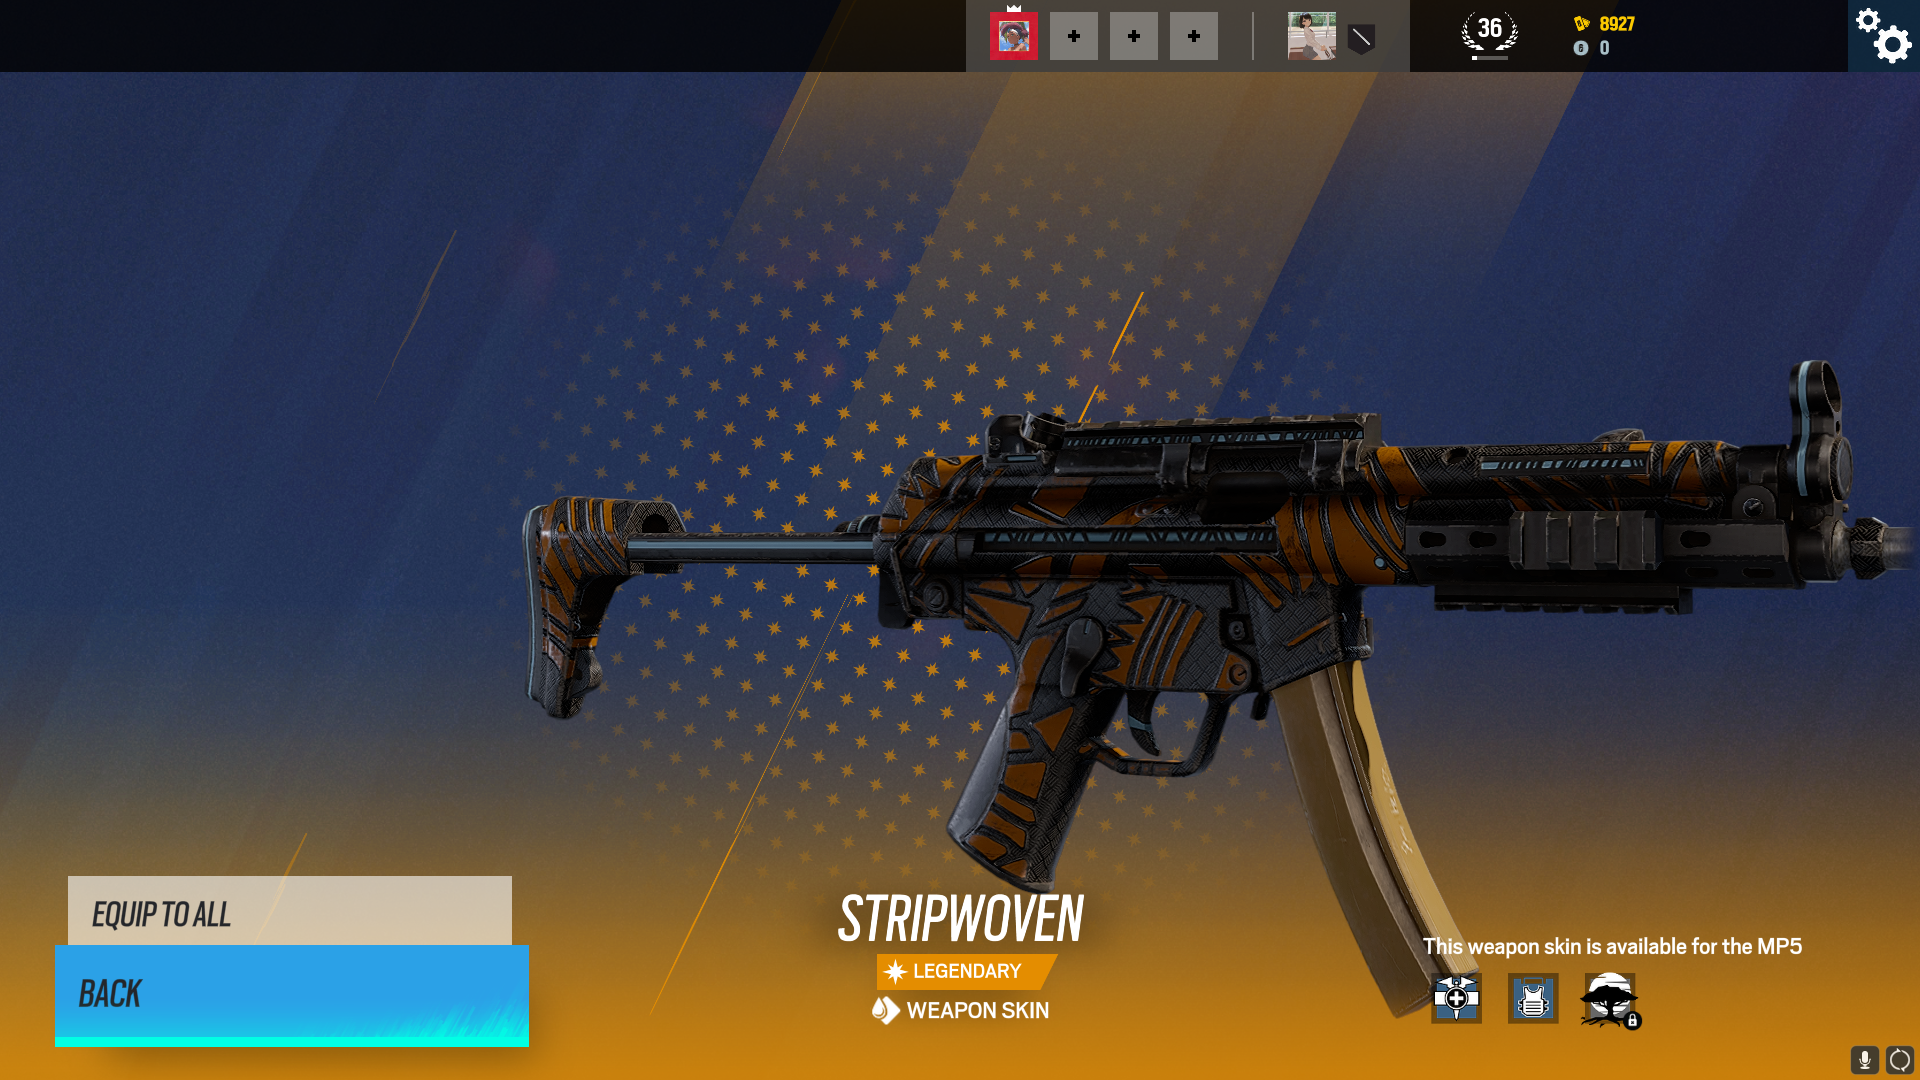 36
8927
0
STRIPWOVEN
LEGENDARY
WEAPON SKIN
EQUIP TO ALL
BACK
This weapon skin is available for the MP5